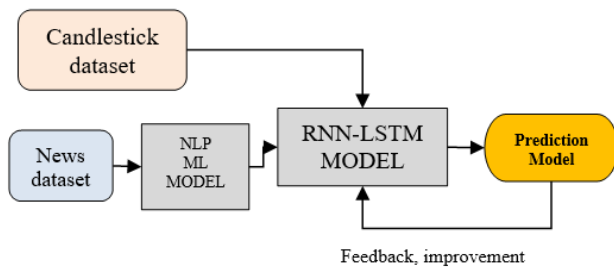 Candlestick
dataset
News
dataset
NLP
ML
MODEL
RNN-LSTM
MODEL
Prediction
Model
Feedback, improvement